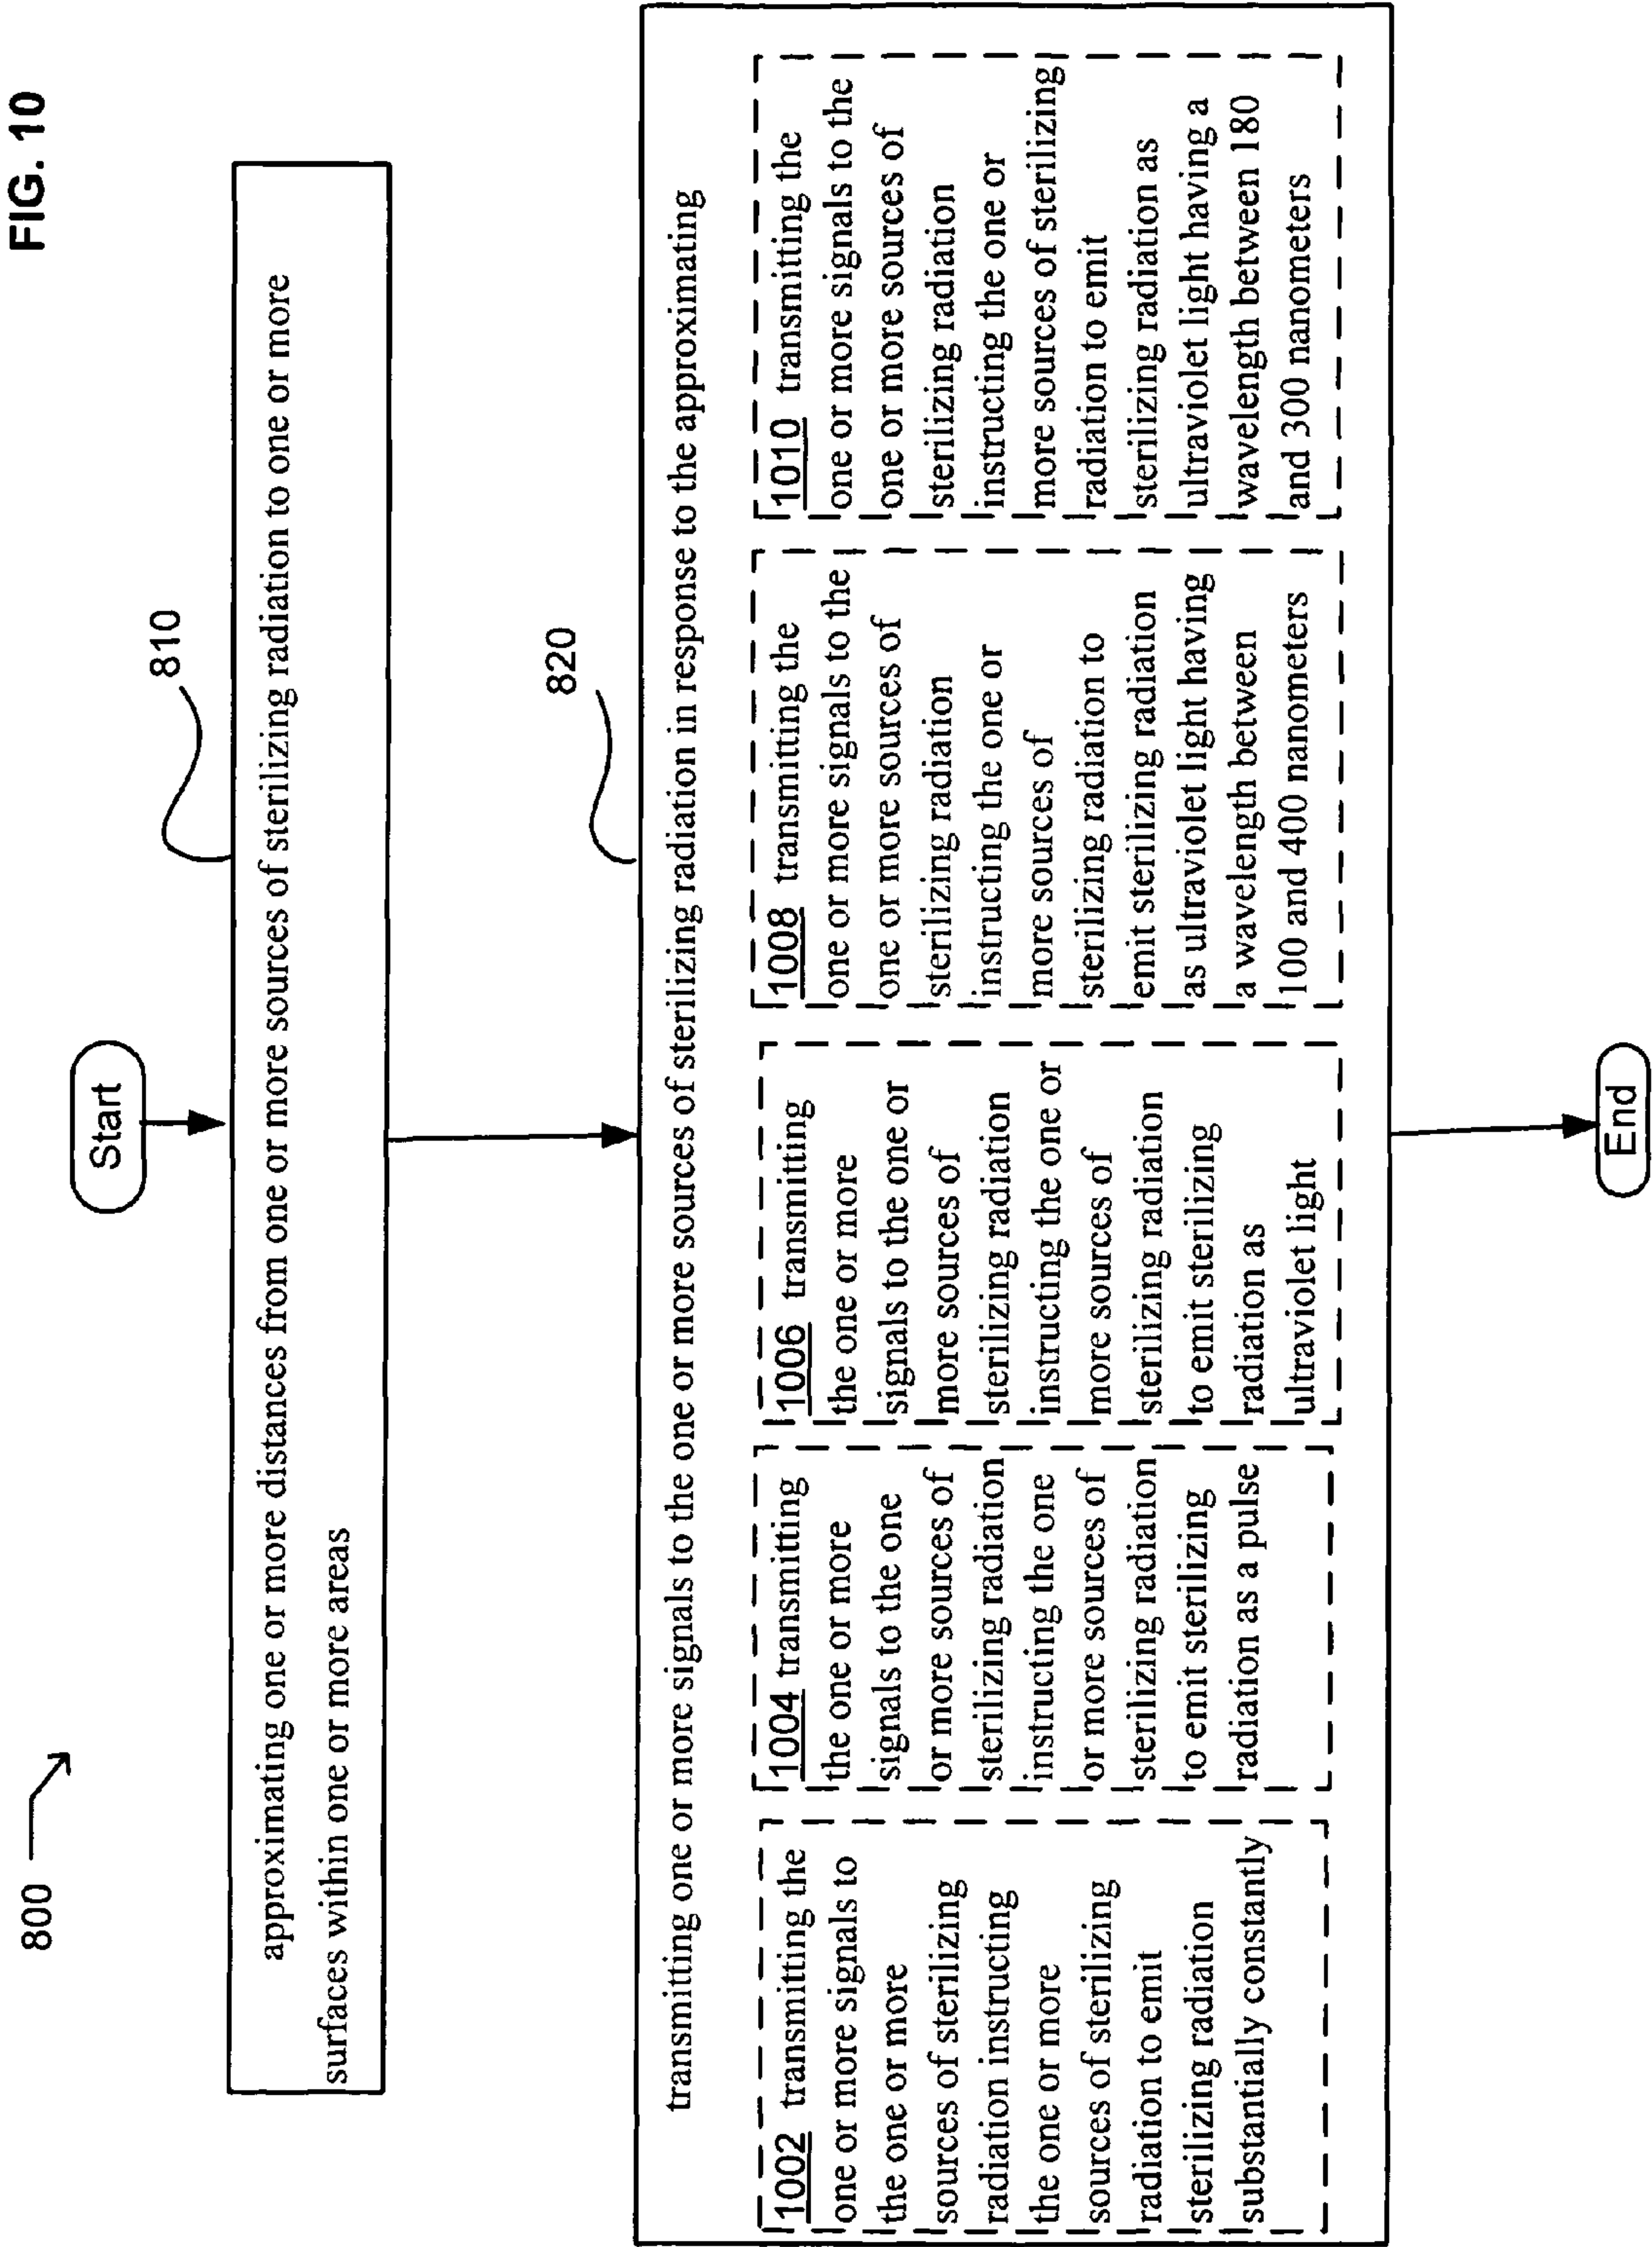 FIG. 10
800
Start
810
approximating one or more distances from one or more sources of sterilizing radiation to one or more
surfaces within one or more areas
820
transmitting one or more signals to the one or more sources of sterilizing radiation in response to the approximating
1002 transmitting the
one or more signals to
the one or more
sources of sterilizing
radiation instructing
the one or more
sources of sterilizing
radiation to emit
sterilizing radiation
substantially constantly
1004 transmitting
the one or more
signals to the one
or more sources of
sterilizing radiation
instructing the one
or more sources of
sterilizing radiation
to emit sterilizing
radiation as a pulse
1006 transmitting
the one or more
signals to the one or
more sources of
sterilizing radiation
instructing the one or
more sources of
sterilizing radiation
to emit sterilizing
radiation as
ultraviolet light
1008 transmitting the
one or more signals to the
one or more sources of
sterilizing radiation
instructing the one or
more sources of
sterilizing radiation to
emit sterilizing radiation
as ultraviolet light having
a wavelength between
100 and 400 nanometers
1010 transmitting the
one or more signals to the
one or more sources of
sterilizing radiation
instructing the one or
more sources of sterilizing
radiation to emit
sterilizing radiation as
ultraviolet light having a
wavelength between 180
and 300 nanometers
End